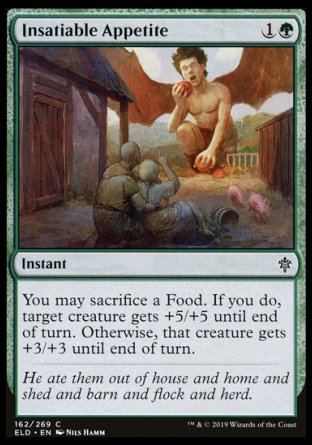 Insatiable Appetite 1
Instant
You may sacrifice a Food. If you do,
target creature gets +5/+5 until end
of turn. Otherwise, that creature gets
+3/+3 until end of turn.
He ate them out of house and home and
shed and barn and flock and herd.
162/269 C
ELD • EN Nils Hamm
™ & © 2019 Wizards of the Coast